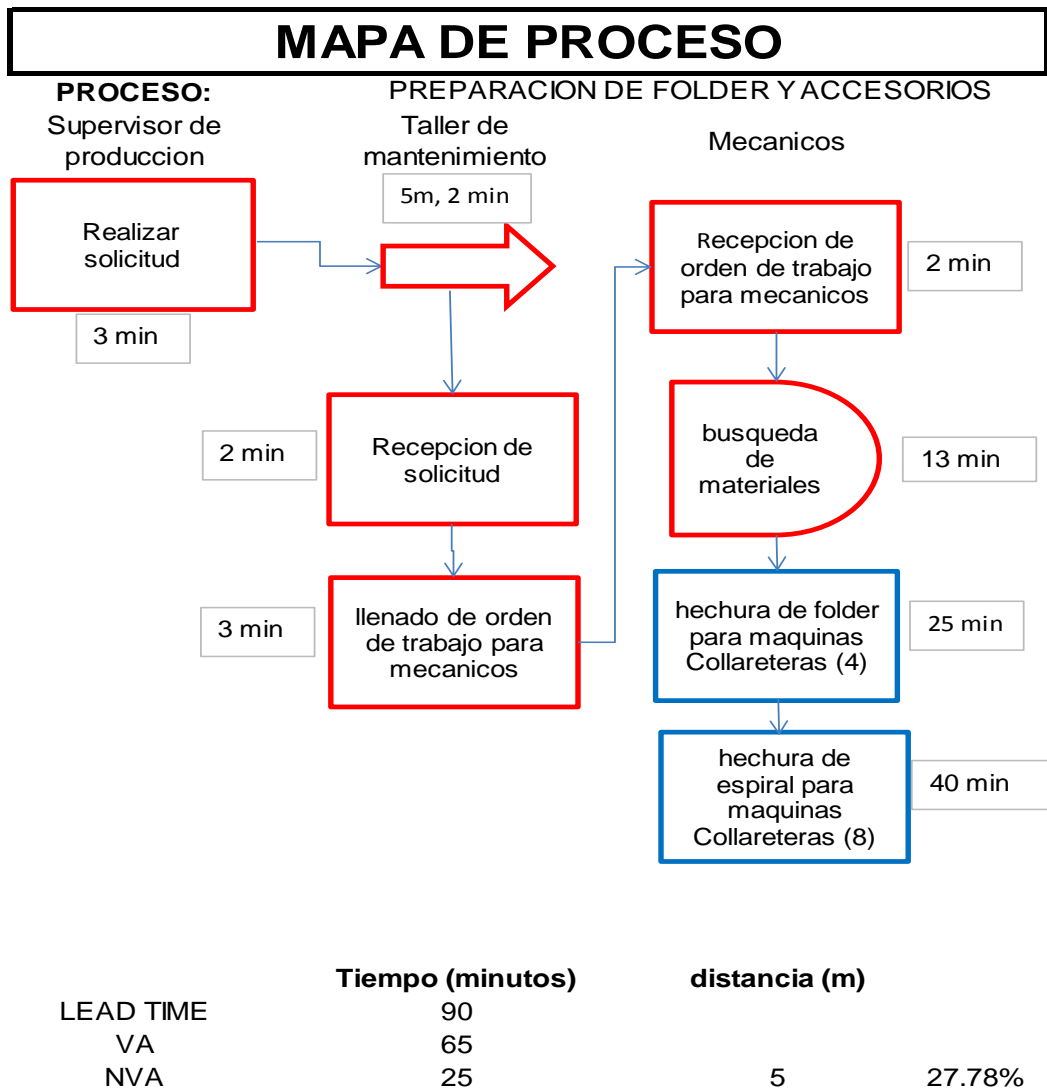 MAPA DE PROCESO
PROCESO:
PREPARACION DE FOLDER Y ACCESORIOS
Supervisor de
produccion
Taller de
mantenimiento
Mecanicos
5m, 2 min
Realizar
solicitud
3 min
Recepcion de
orden de trabajo
para mecanicos
2 min
2 min
Recepcion de
solicitud
busqueda
de
materiales
13 min
3 min
llenado de orden
de trabajo para
mecanicos
hechura de folder
para maquinas
Collareteras (4)
25 min
hechura de
espiral para
maquinas
Collareteras (8)
40 min
Tiempo (minutos) distancia (m)
LEAD TIME 90
VA 65
NVA 25 5 27.78%